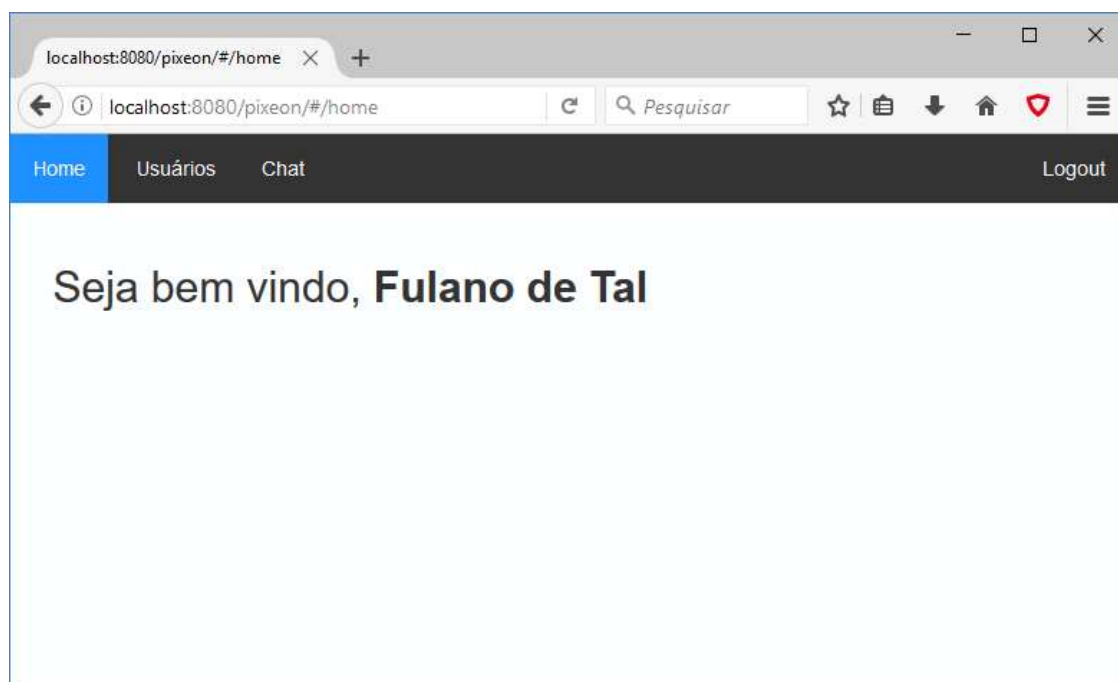 localhost:8080/pixeon/#/home
localhost:8080/pixeon/#/home Pesquisar
Home Usuários Chat Logout
Seja bem vindo, Fulano de Tal